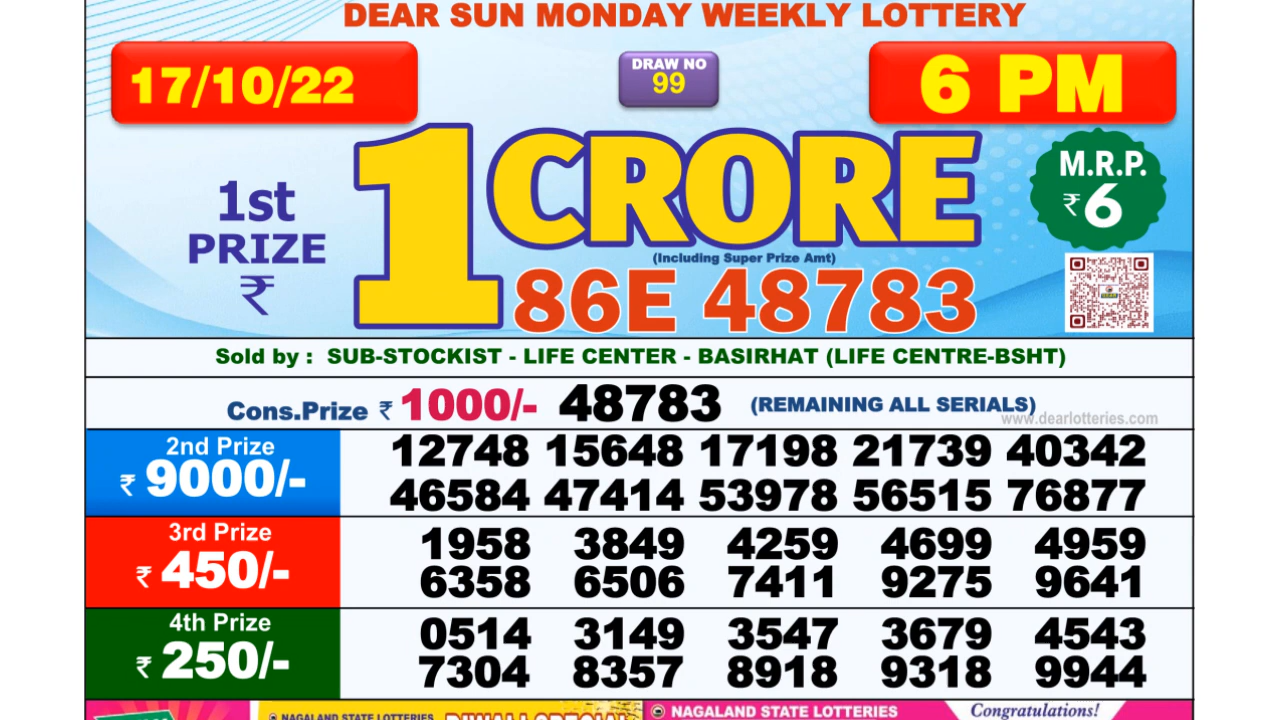 DEAR SUN MONDAY WEEKLY LOTTERY
17/10/22
DRAW NO
99
6 PM
1st
PRIZE
₹
1 CRORE
(Including Super Prize Amt)
86E 48783
M.R.P.
₹6
Sold by : SUB-STOCKIST - LIFE CENTER - BASIRHAT (LIFE CENTRE-BSHT)
Cons.Prize ₹ 1000/- 48783 (REMAINING ALL SERIALS)
www.dearlotteries.com
2nd Prize
₹ 9000/-
12748 15648 17198 21739 40342
46584 47414 53978 56515 76877
3rd Prize
₹ 450/-
1958 3849 4259 4699 4959
6358 6506 7411 9275 9641
4th Prize
₹ 250/-
0514 3149 3547 3679 4543
7304 8357 8918 9318 9944
NAGALAND STATE LOTTERIES
DIWALI SPECIAL
NAGALAND STATE LOTTERIES
Congratulations!